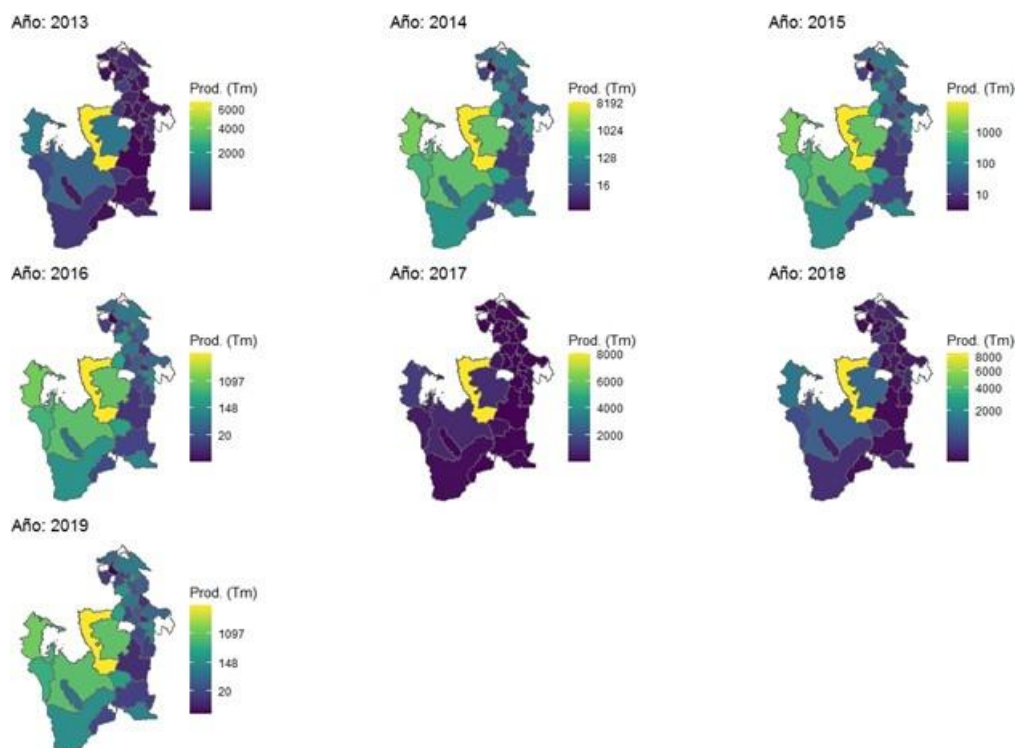 Año: 2013
Prod. (Tm)
6000
4000
2000
Año: 2014
Prod. (Tm)
8192
1024
128
16
Año: 2015
Prod. (Tm)
1000
100
10
Año: 2016
Prod. (Tm)
1097
148
20
Año: 2017
Prod. (Tm)
8000
6000
4000
2000
Año: 2018
Prod. (Tm)
8000
6000
4000
2000
Año: 2019
Prod. (Tm)
1097
148
20